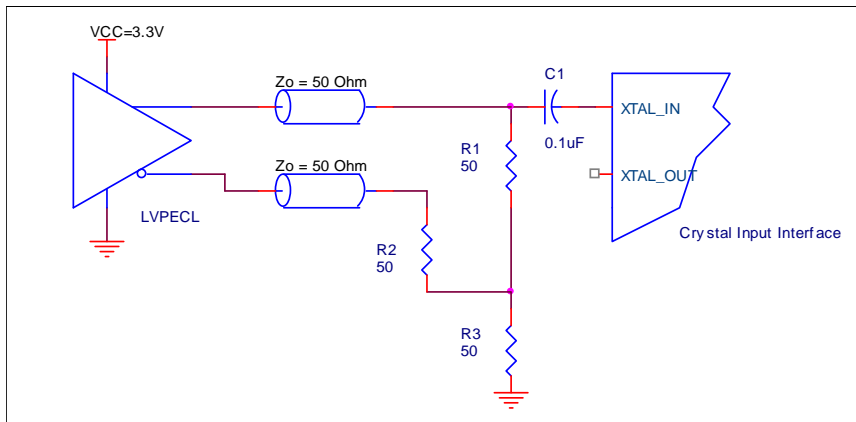 VCC=3.3V
Zo = 50 Ohm
C1
0.1uF
XTAL_IN
R1
50
Zo = 50 Ohm
XTAL_OUT
LVPECL
R2
50
Crystal Input Interface
R3
50